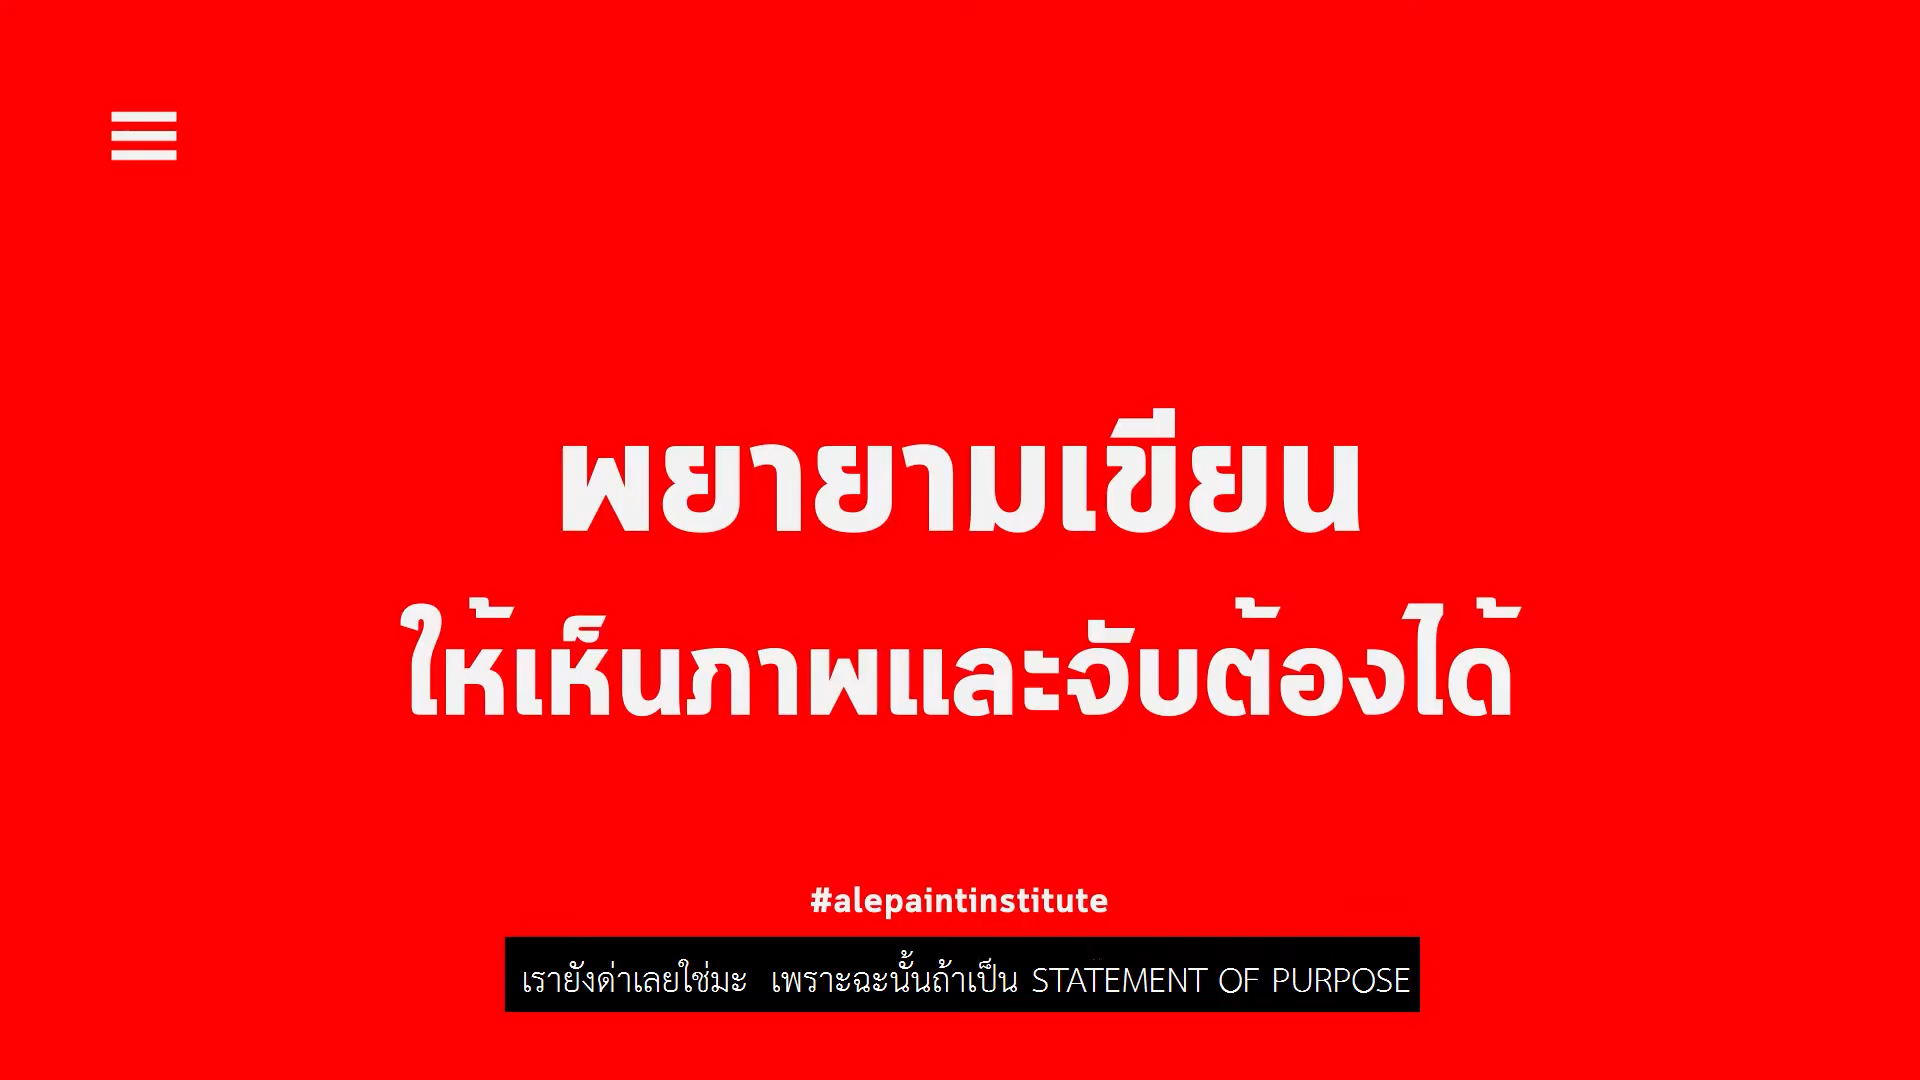 พยายามเขียน
ให้เห็นภาพและจับต้องได้
#alepaintinstitute
เรายังด่าเลยใช่มะ เพราะฉะนั้นถ้าเป็น STATEMENT OF PURPOSE